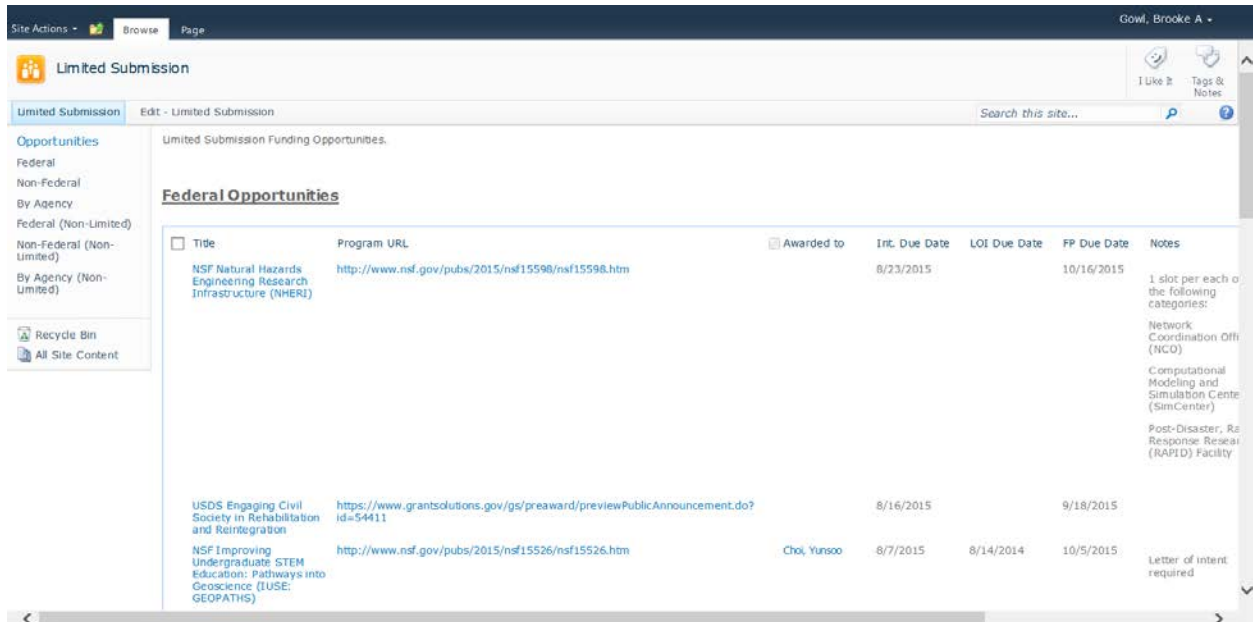 Site Actions
Browse
Page
Gowl, Brooke A
Limited Submission
I Like It
Tags &
Notes
Limited Submission
Edit - Limited Submission
Search this site...
Opportunities
Federal
Non-Federal
By Agency
Federal (Non-Limited)
Non-Federal (Non-
Limited)
By Agency (Non-
Limited)
Recycle Bin
All Site Content
Limited Submission Funding Opportunities.
Federal Opportunities
Title
Program URL
Awarded to
Int. Due Date
LOI Due Date
FP Due Date
Notes
NSF Natural Hazards
Engineering Research
Infrastructure (NHERI)
http://www.nsf.gov/pubs/2015/nsf15598/nsf15598.htm
8/23/2015
10/16/2015
1 slot per each o
the following
categories:
Network
Coordination Offi
(NCO)
Computational
Modeling and
Simulation Cente
(SimCenter)
Post-Disaster, Ra
Response Resear
(RAPID) Facility
USDS Engaging Civil
Society in Rehabilitation
and Reintegration
https://www.grantsolutions.gov/gs/preaward/previewPublicAnnouncement.do?
id=54411
8/16/2015
9/18/2015
NSF Improving
Undergraduate STEM
Education: Pathways into
Geoscience (IUSE:
GEOPATHS)
http://www.nsf.gov/pubs/2015/nsf15526/nsf15526.htm
Choi, Yunsoo
8/7/2015
8/14/2014
10/5/2015
Letter of intent
required